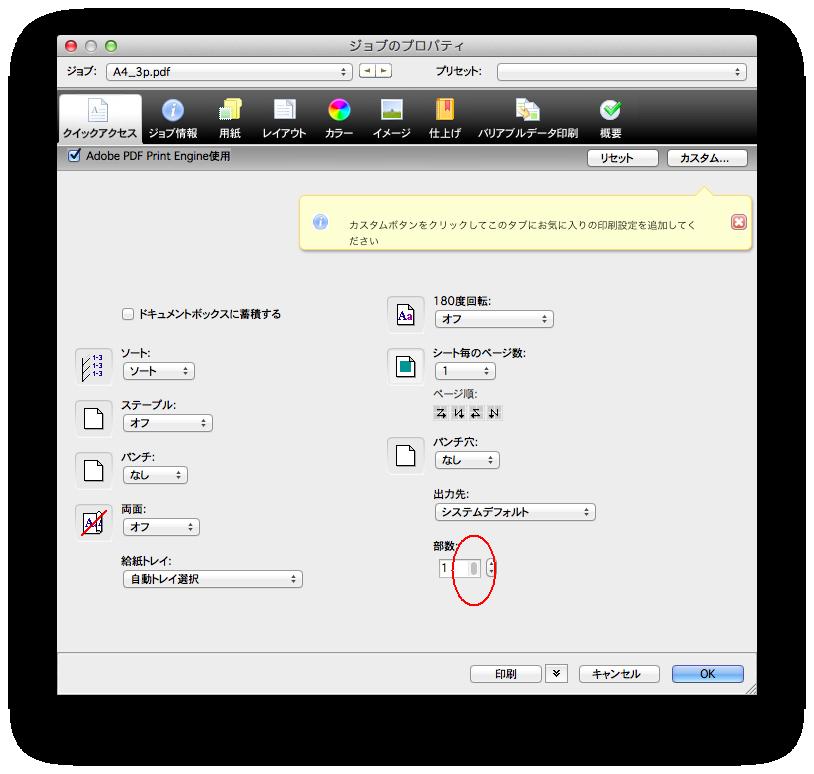 ジョブのプロパティ
ジョブ: A4_3p.pdf プリセット:
クイックアクセス ジョブ情報 用紙 レイアウト カラー イメージ 仕上げ バリアブルデータ印刷 概要
Adobe PDF Print Engine使用 リセット カスタム...
カスタムボタンをクリックしてこのタブにお気に入りの印刷設定を追加してく
ださい
ドキュメントボックスに蓄積する
ソート:
1-3
1-3
1-3
ソート
ステープル:
オフ
パンチ:
なし
両面:
オフ
給紙トレイ:
自動トレイ選択
180度回転:
Aa
オフ
シート毎のページ数:
1
ページ順:
パンチ穴:
なし
出力先:
システムデフォルト
部数:
1
印刷 キャンセル OK